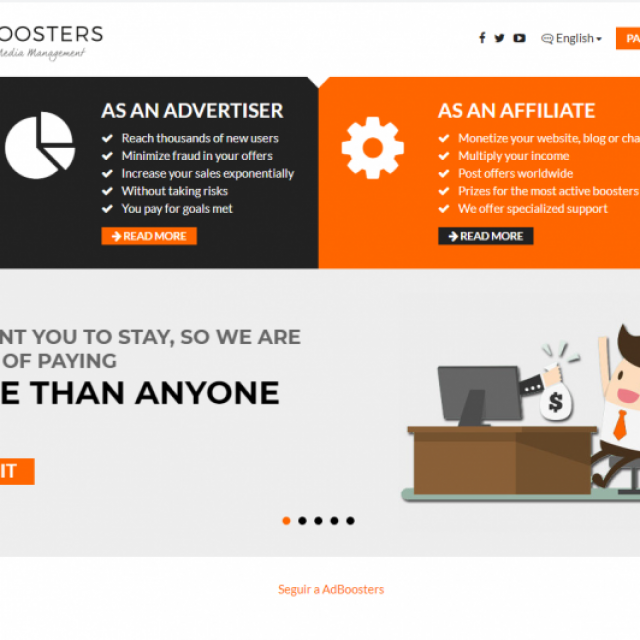 OOSTERS
Media Management
English
PA
AS AN ADVERTISER
Reach thousands of new users
Minimize fraud in your offers
Increase your sales exponentially
Without taking risks
You pay for goals met
READ MORE
AS AN AFFILIATE
Monetize your website, blog or cha
Multiply your income
Post offers worldwide
Prizes for the most active boosters
We offer specialized support
READ MORE
NT YOU TO STAY, SO WE ARE
OF PAYING
E THAN ANYONE
IT
$
Seguir a AdBoosters